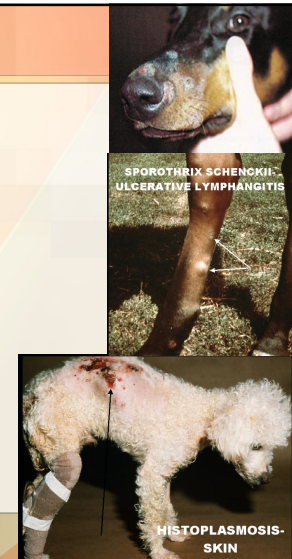 SPOROTHRIX SCHENCKII-
ULCERATIVE LYMPHANGITIS
HISTOPLASMOSIS-
SKIN